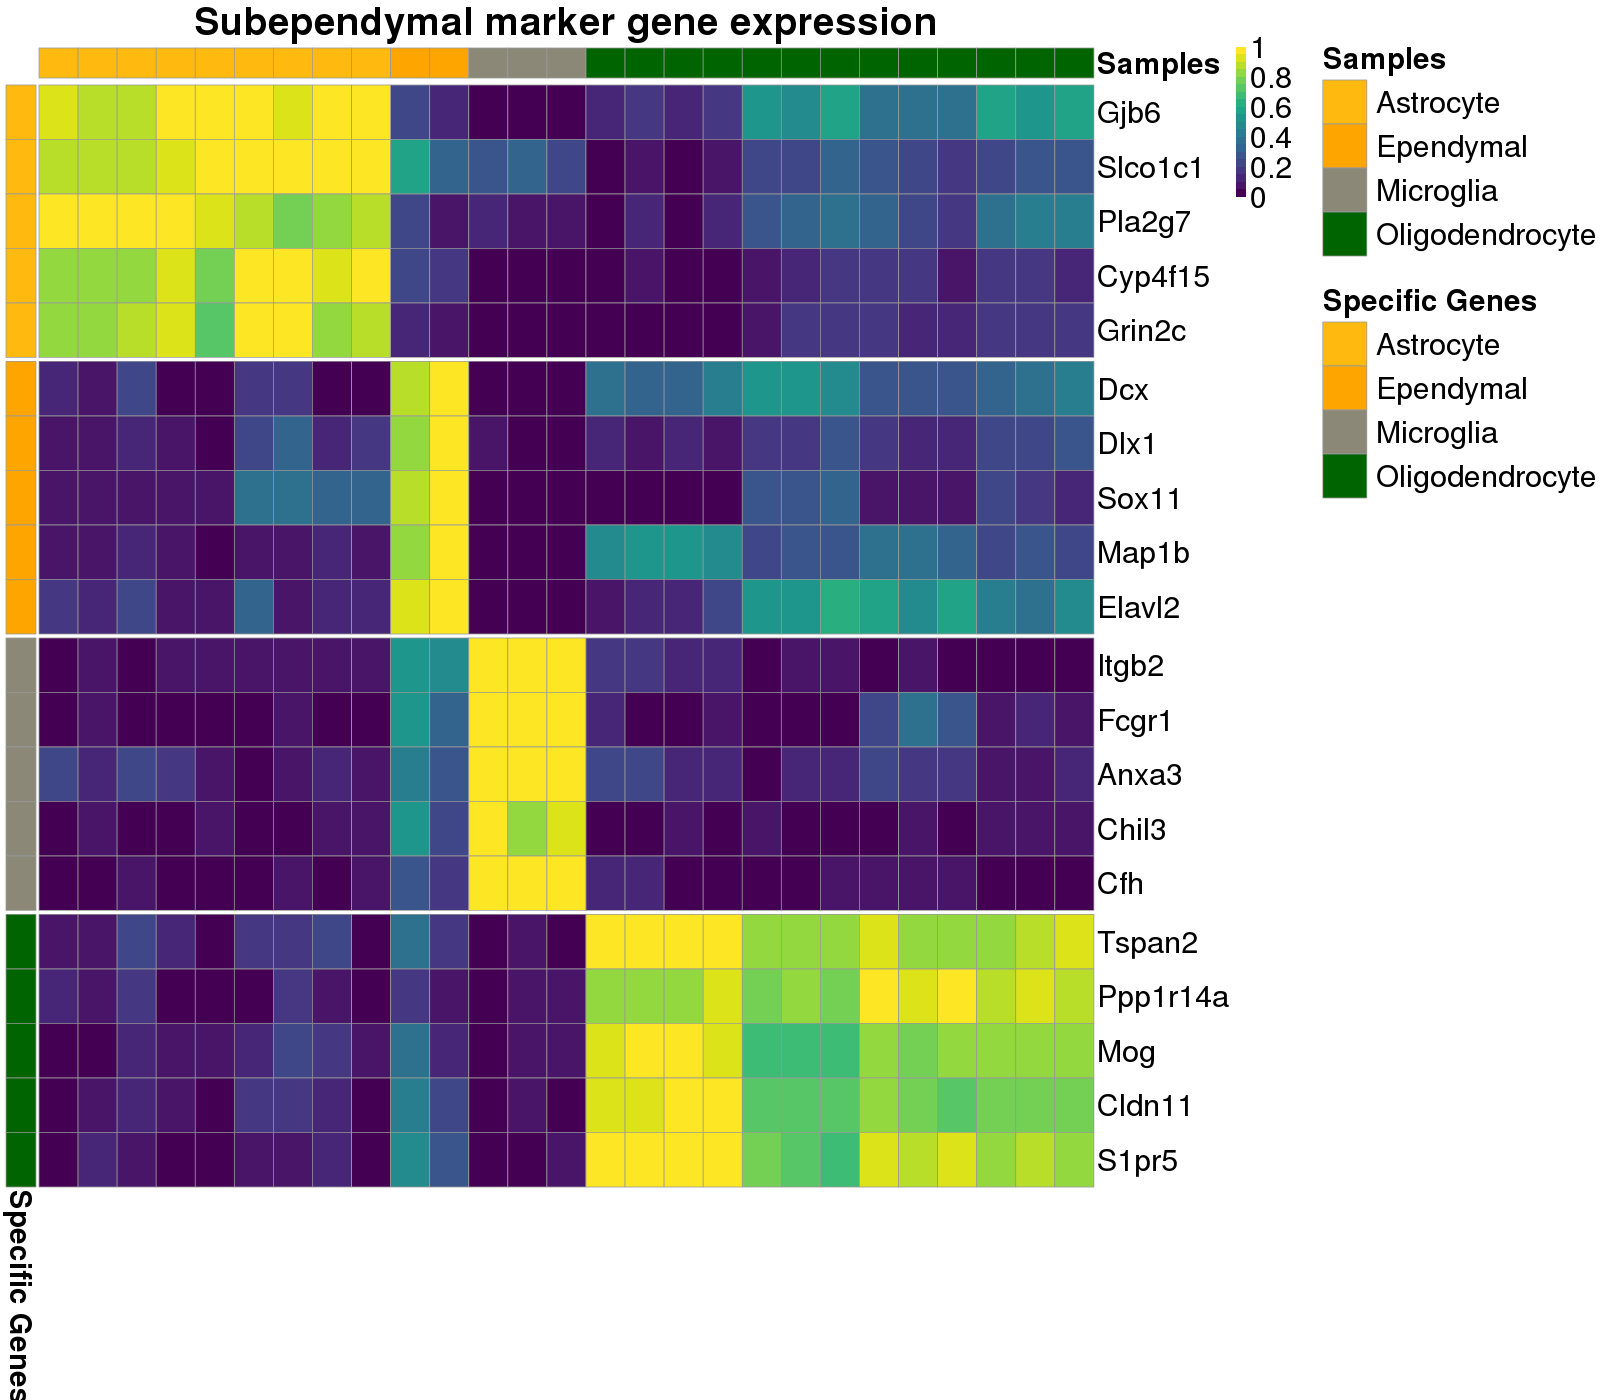 Subependymal marker gene expression
Samples
1
0.8
0.6
0.4
0.2
0
Samples
Astrocyte
Ependymal
Microglia
Oligodendrocyte
Specific Genes
Astrocyte
Ependymal
Microglia
Oligodendrocyte
Gjb6
Slco1c1
Pla2g7
Cyp4f15
Grin2c
Dcx
Dlx1
Sox11
Map1b
Elavl2
Itgb2
Fcgr1
Anxa3
Chil3
Cfh
Tspan2
Ppp1r14a
Mog
Cldn11
S1pr5
Specific Genes